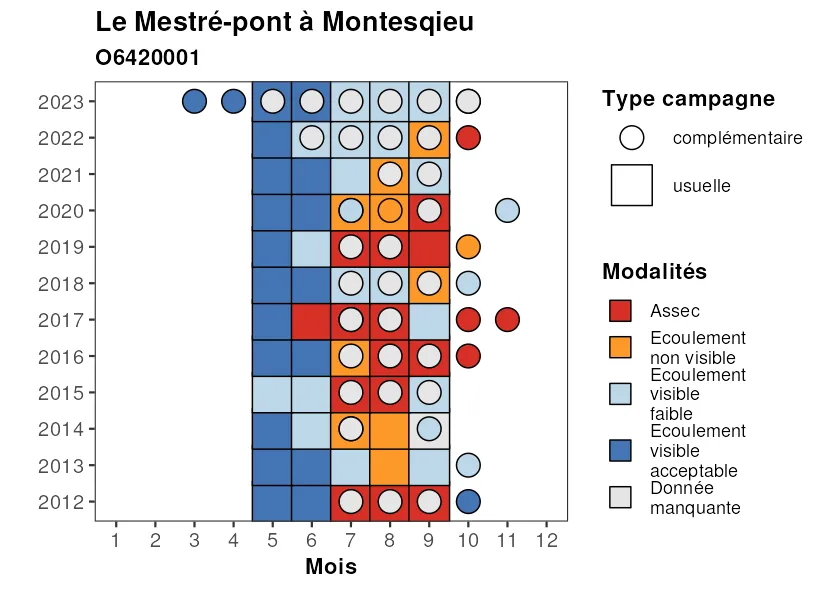 Le Mestré-pont à Montesqieu
O6420001
2023
2022
2021
2020
2019
2018
2017
2016
2015
2014
2013
2012
1 2 3 4 5 6 7 8 9 10 11 12
Mois
Type campagne
complémentaire
usuelle
Modalités
Assec
Ecoulement
non visible
Ecoulement
visible
faible
Ecoulement
visible
acceptable
Donnée
manquante